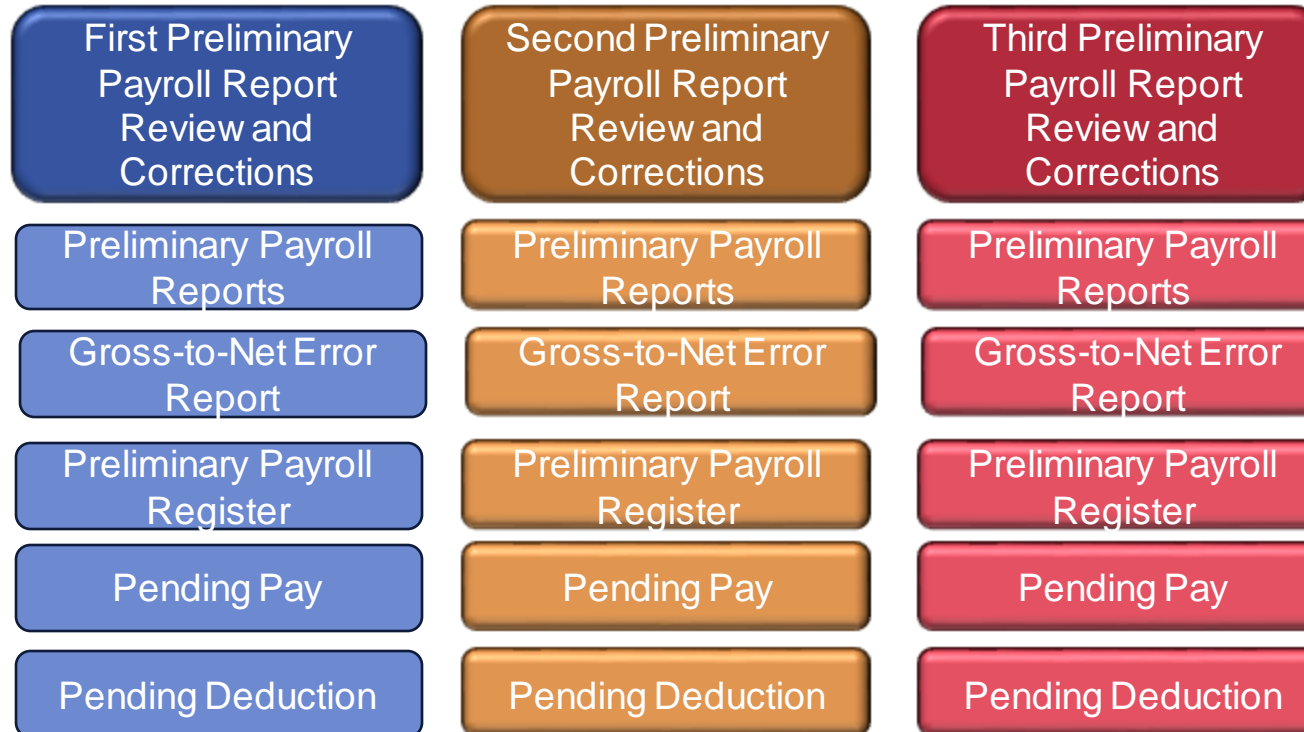 First Preliminary
Payroll Report
Review and
Corrections
Preliminary Payroll
Reports
Gross-to-Net Error
Report
Preliminary Payroll
Register
Pending Pay
Pending Deduction
Second Preliminary
Payroll Report
Review and
Corrections
Preliminary Payroll
Reports
Gross-to-Net Error
Report
Preliminary Payroll
Register
Pending Pay
Pending Deduction
Third Preliminary
Payroll Report
Review and
Corrections
Preliminary Payroll
Reports
Gross-to-Net Error
Report
Preliminary Payroll
Register
Pending Pay
Pending Deduction